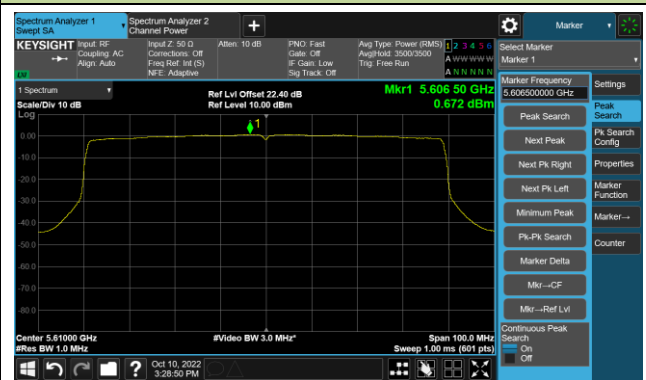 Spectrum Analyzer 1
Swept SA
Spectrum Analyzer 2
Channel Power
+
Marker
KEYSIGHT
Input: RF
Coupling: AC
Align: Auto
Input Z: 50 Ω
Corrections: Off
Freq Ref: Int (S)
NFE: Adaptive
Atten: 10 dB
PNO: Fast
Gate: Off
IF Gain: Low
Sig Track: Off
Avg Type: Power (RMS)
Avg|Hold: 3500/3500
Trig: Free Run
1 2 3 4 5 6
A W W W W W
A N N N N N
Select Marker
Marker 1
1 Spectrum
Scale/Div 10 dB
Log
Ref Lvl Offset 22.40 dB
Ref Level 10.00 dBm
Mkr1 5.606 50 GHz
0.672 dBm
Marker Frequency
5.606500000 GHz
Settings
Peak Search
Next Peak
Next Pk Right
Next Pk Left
Minimum Peak
Pk-Pk Search
Marker Delta
Mkr→CF
Mkr→Ref Lvl
Continuous Peak
Search
On
Off
Peak
Search
Pk Search
Config
Properties
Marker
Function
Marker→
Counter
1
0.00
-10.0
-20.0
-30.0
-40.0
-50.0
-60.0
-70.0
-80.0
Center 5.61000 GHz
#Res BW 1.0 MHz
#Video BW 3.0 MHz*
Span 100.0 MHz
Sweep 1.00 ms (601 pts)
?
Oct 10, 2022
3:28:50 PM